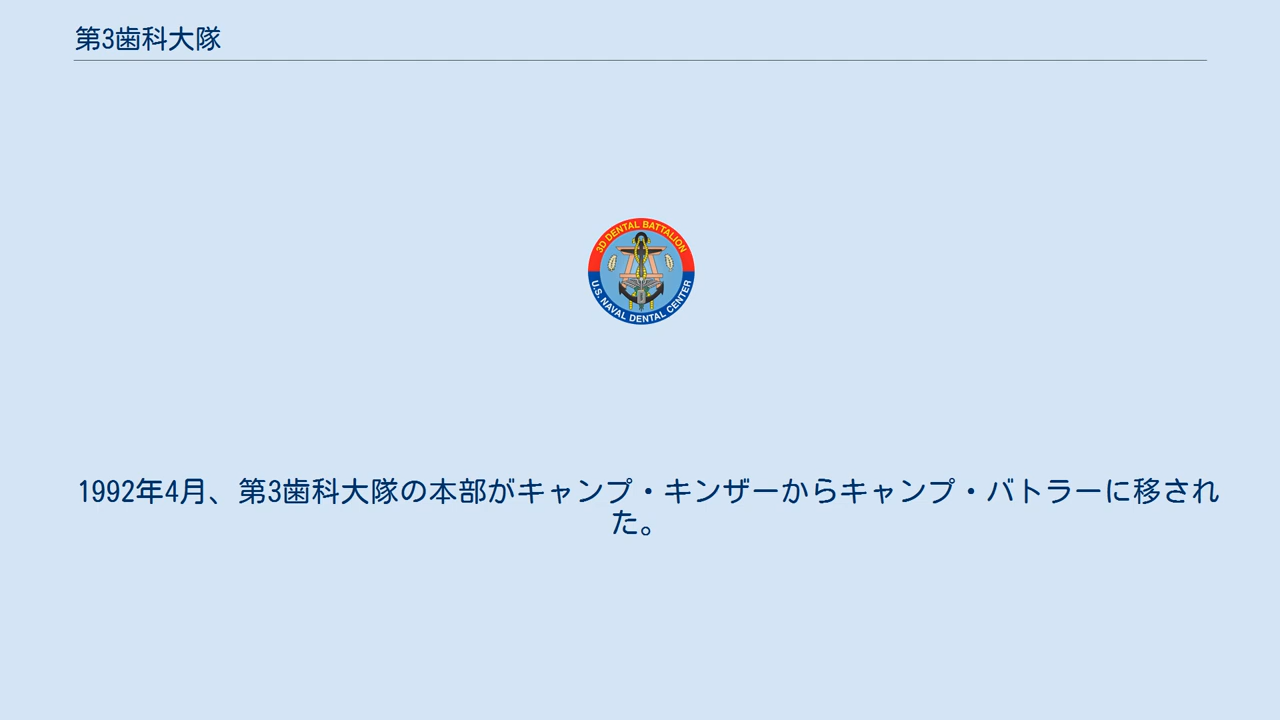 第3歯科大隊
3D DENTAL BATTALION
U.S. NAVAL DENTAL CENTER
1992年4月、第3歯科大隊の本部がキャンプ・キンザーからキャンプ・バトラーに移され
た。